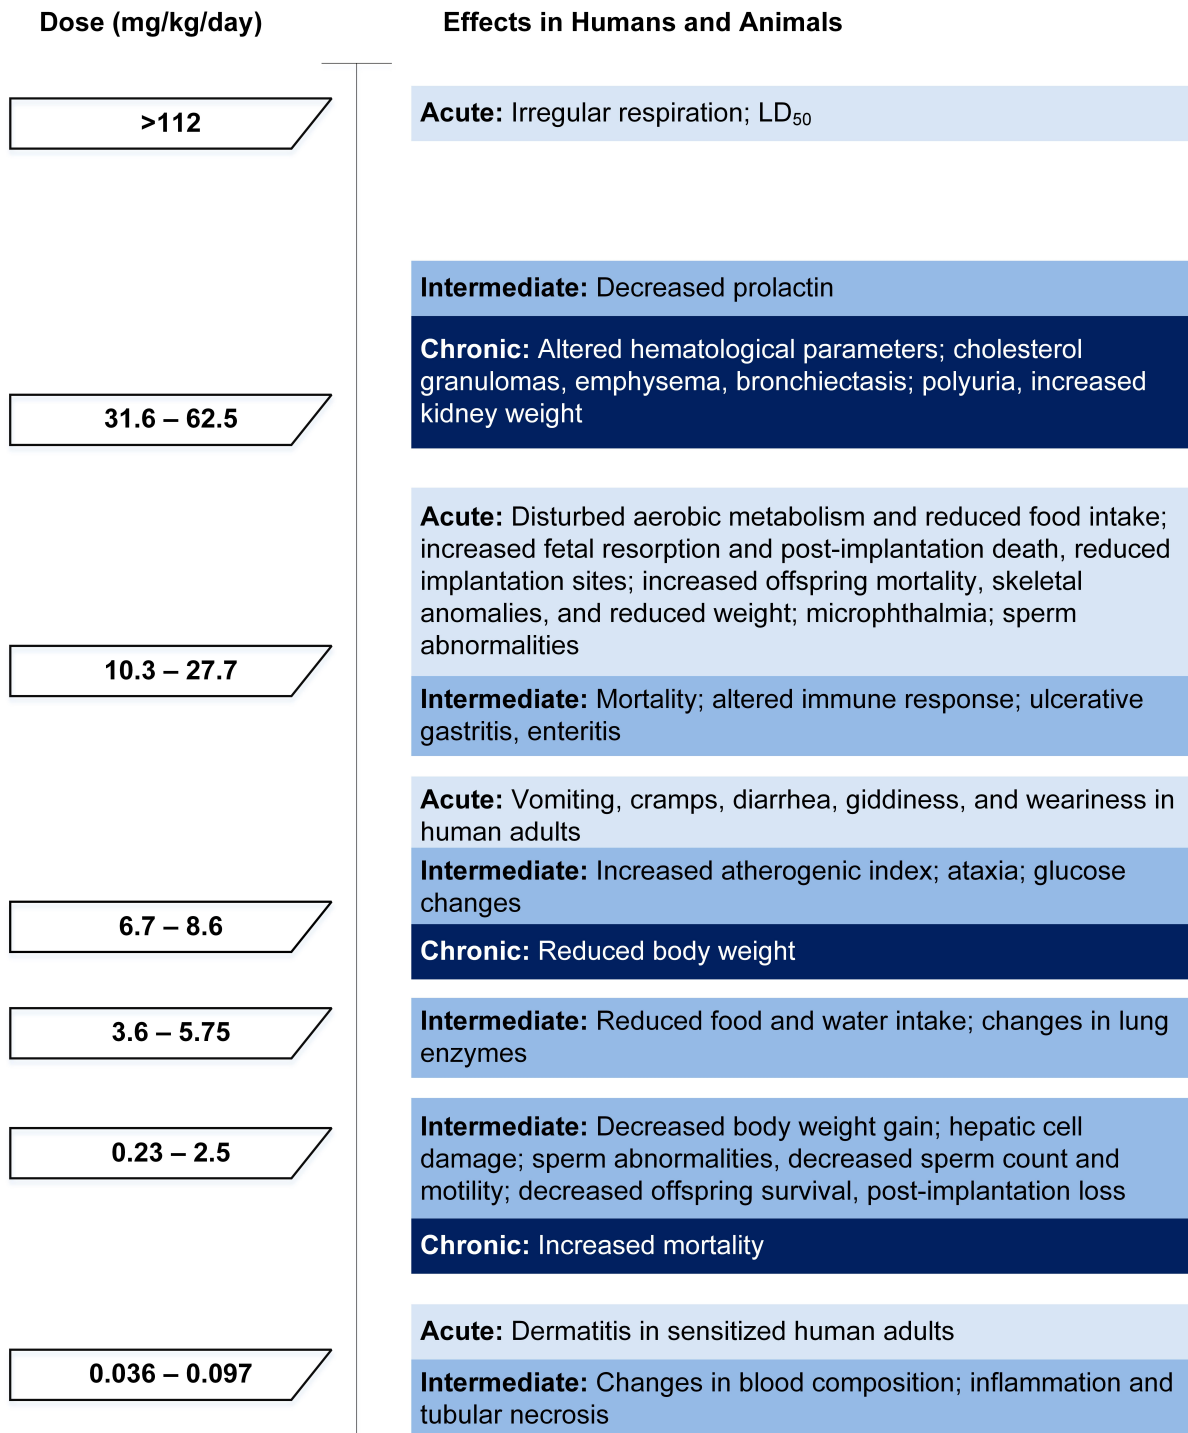 Dose (mg/kg/day) Effects in Humans and Animals
>112
Acute: Irregular respiration; LD50
Intermediate: Decreased prolactin
31.6 – 62.5
Chronic: Altered hematological parameters; cholesterol
granulomas, emphysema, bronchiectasis; polyuria, increased
kidney weight
10.3 – 27.7
Acute: Disturbed aerobic metabolism and reduced food intake;
increased fetal resorption and post-implantation death, reduced
implantation sites; increased offspring mortality, skeletal
anomalies, and reduced weight; microphthalmia; sperm
abnormalities
Intermediate: Mortality; altered immune response; ulcerative
gastritis, enteritis
6.7 – 8.6
Acute: Vomiting, cramps, diarrhea, giddiness, and weariness in
human adults
Intermediate: Increased atherogenic index; ataxia; glucose
changes
Chronic: Reduced body weight
3.6 – 5.75
Intermediate: Reduced food and water intake; changes in lung
enzymes
0.23 – 2.5
Intermediate: Decreased body weight gain; hepatic cell
damage; sperm abnormalities, decreased sperm count and
motility; decreased offspring survival, post-implantation loss
Chronic: Increased mortality
0.036 – 0.097
Acute: Dermatitis in sensitized human adults
Intermediate: Changes in blood composition; inflammation and
tubular necrosis